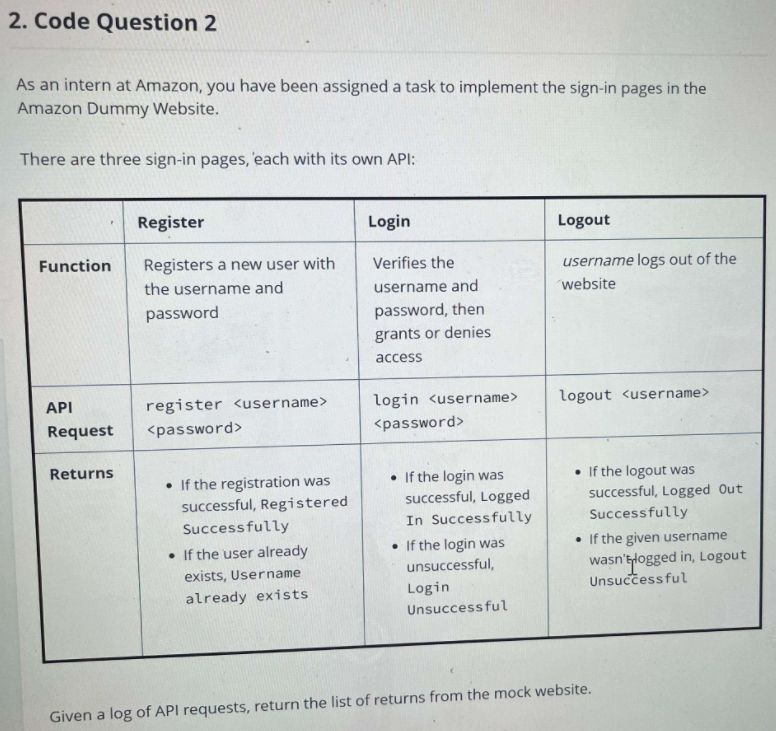 2. Code Question 2
As an intern at Amazon, you have been assigned a task to implement the sign-in pages in the
Amazon Dummy Website.
There are three sign-in pages, each with its own API:
Register
Login
Logout
Function
Registers a new user with
the username and
password
Verifies the
username and
password, then
grants or denies
access
username logs out of the
website
API
Request
register <username>
<password>
login <username>
<password>
logout <username>
Returns
• If the registration was
successful, Registered
Successfully
• If the user already
exists, Username
already exists
• If the login was
successful, Logged
In Successfully
• If the login was
unsuccessful,
Login
Unsuccessful
• If the logout was
successful, Logged Out
Successfully
• If the given username
wasn't logged in, Logout
Unsuccessful
Given a log of API requests, return the list of returns from the mock website.